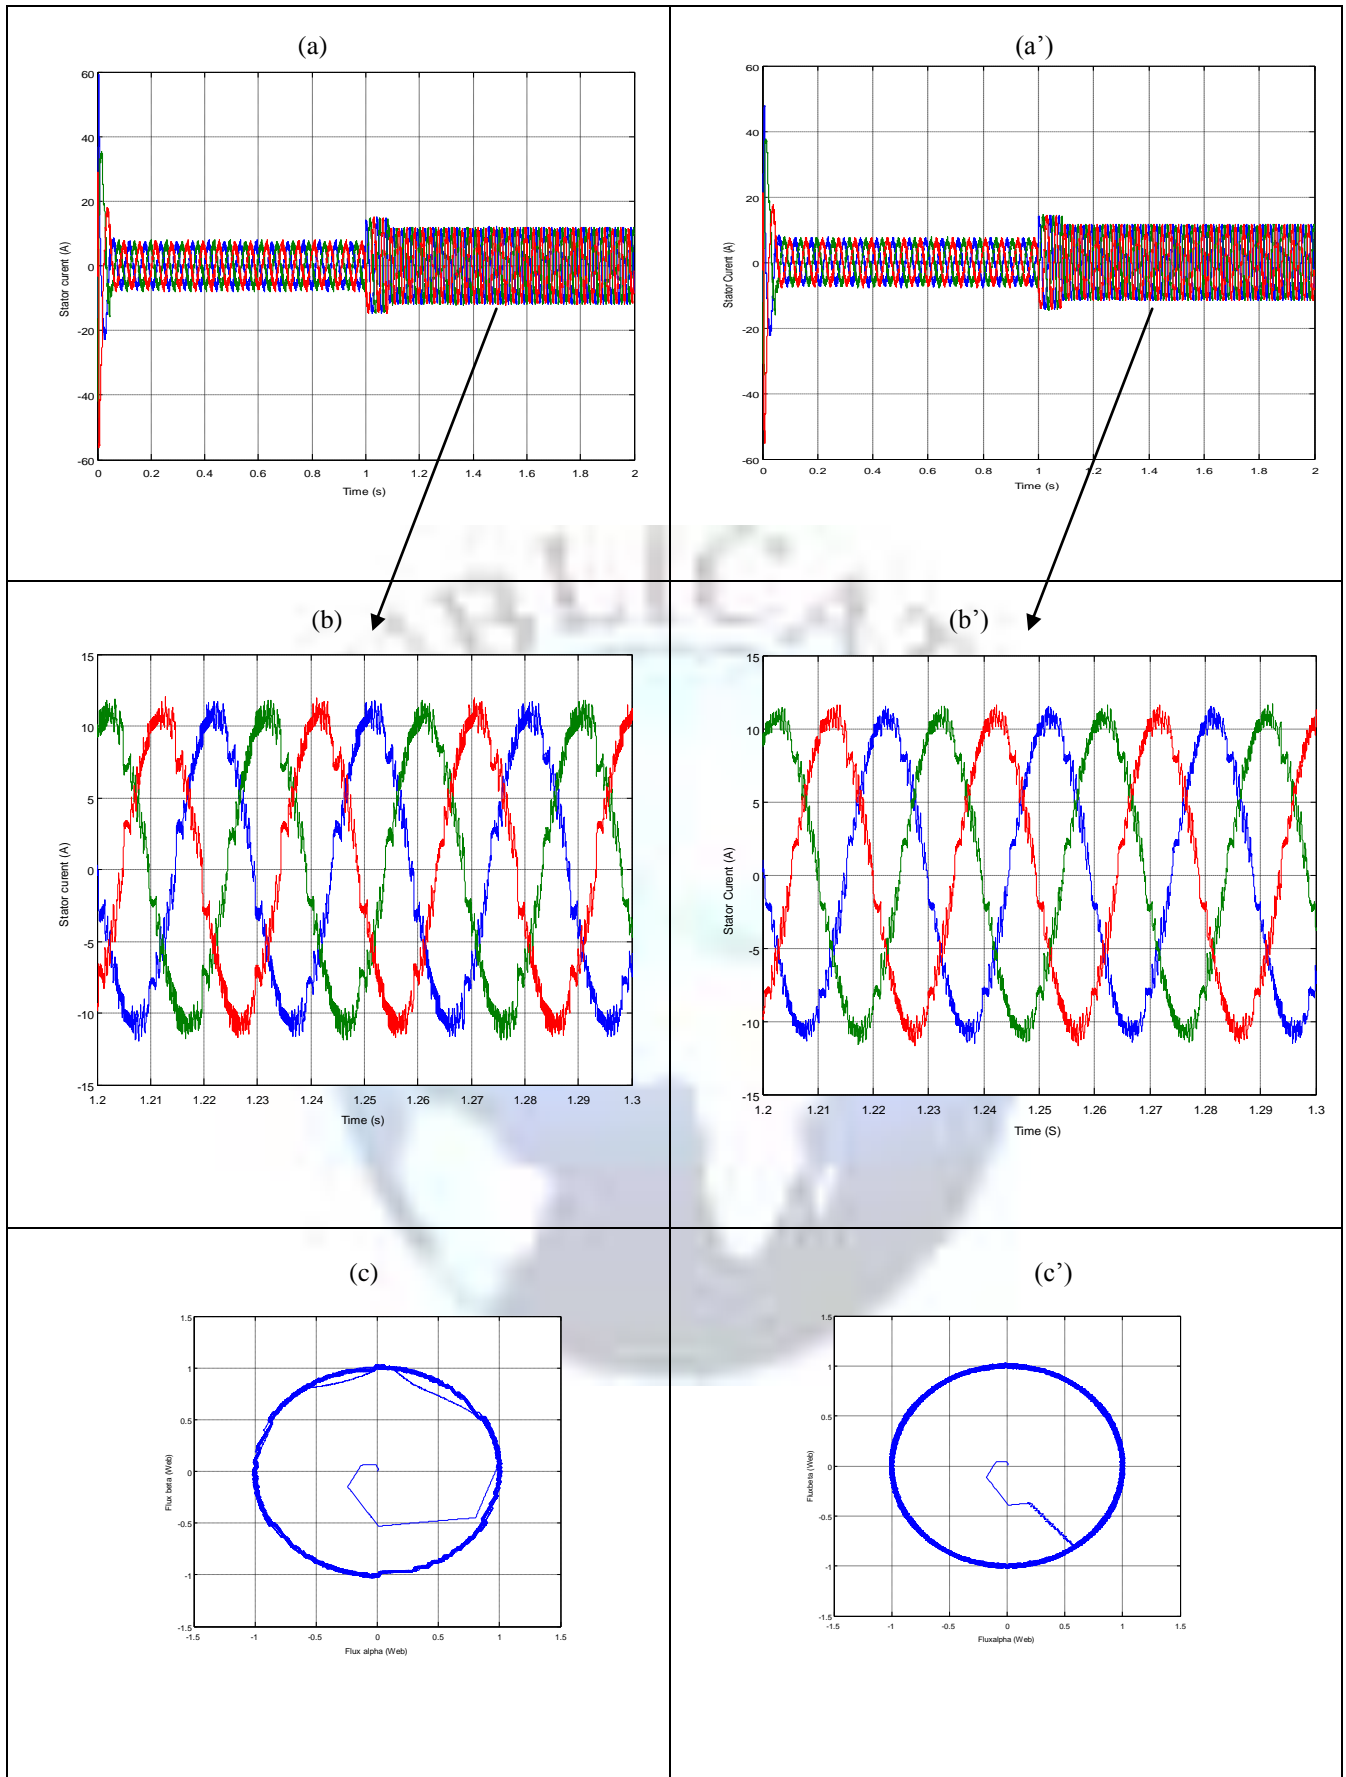 (a)
60
40
20
0
-20
-40
-60
0 0.2 0.4 0.6 0.8 1 1.2 1.4 1.6 1.8 2
Time (s)
Stator curent (A)
(a’)
60
40
20
0
-20
-40
-60
0 0.2 0.4 0.6 0.8 1 1.2 1.4 1.6 1.8 2
Time (s)
Stator Curent (A)
(b)
15
10
5
0
-5
-10
-15
1.2 1.21 1.22 1.23 1.24 1.25 1.26 1.27 1.28 1.29 1.3
Time (s)
Stator curent (A)
(b’)
15
10
5
0
-5
-10
-15
1.2 1.21 1.22 1.23 1.24 1.25 1.26 1.27 1.28 1.29 1.3
Time (S)
Stator Curent (A)
(c)
1.5
1
0.5
0
-0.5
-1
-1.5
-1.5 -1 -0.5 0 0.5 1 1.5
Flux alpha (Web)
Flux beta (Web)
(c’)
1.5
1
0.5
0
-0.5
-1
-1.5
-1.5 -1 -0.5 0 0.5 1 1.5
Fluxalpha (Web)
Fluxbeta (Web)